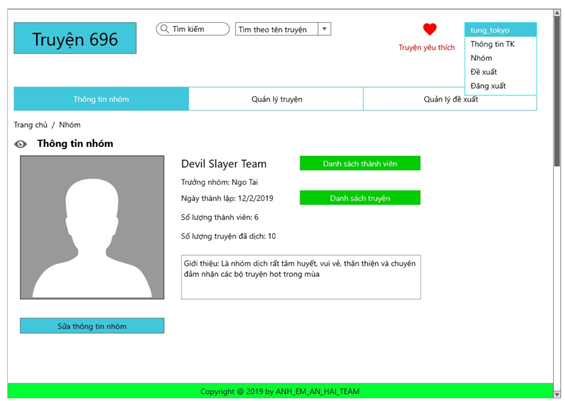 Truyện 696
Tìm kiếm
Tìm theo tên truyện
Truyện yêu thích
tung_tokyo
Thông tin TK
Nhóm
Đề xuất
Đăng xuất
Thông tin nhóm
Quản lý truyện
Quản lý đề xuất
Trang chủ / Nhóm
Thông tin nhóm
Devil Slayer Team
Danh sách thành viên
Trưởng nhóm: Ngo Tai
Ngày thành lập: 12/2/2019
Danh sách truyện
Số lượng thành viên: 6
Số lượng truyện đã dịch: 10
Giới thiệu: Là nhóm dịch rất tâm huyết, vui vẻ, thân thiện và chuyên
đảm nhận các bộ truyện hot trong mùa
Sửa thông tin nhóm
Copyright @ 2019 by ANH_EM_AN_HAI_TEAM